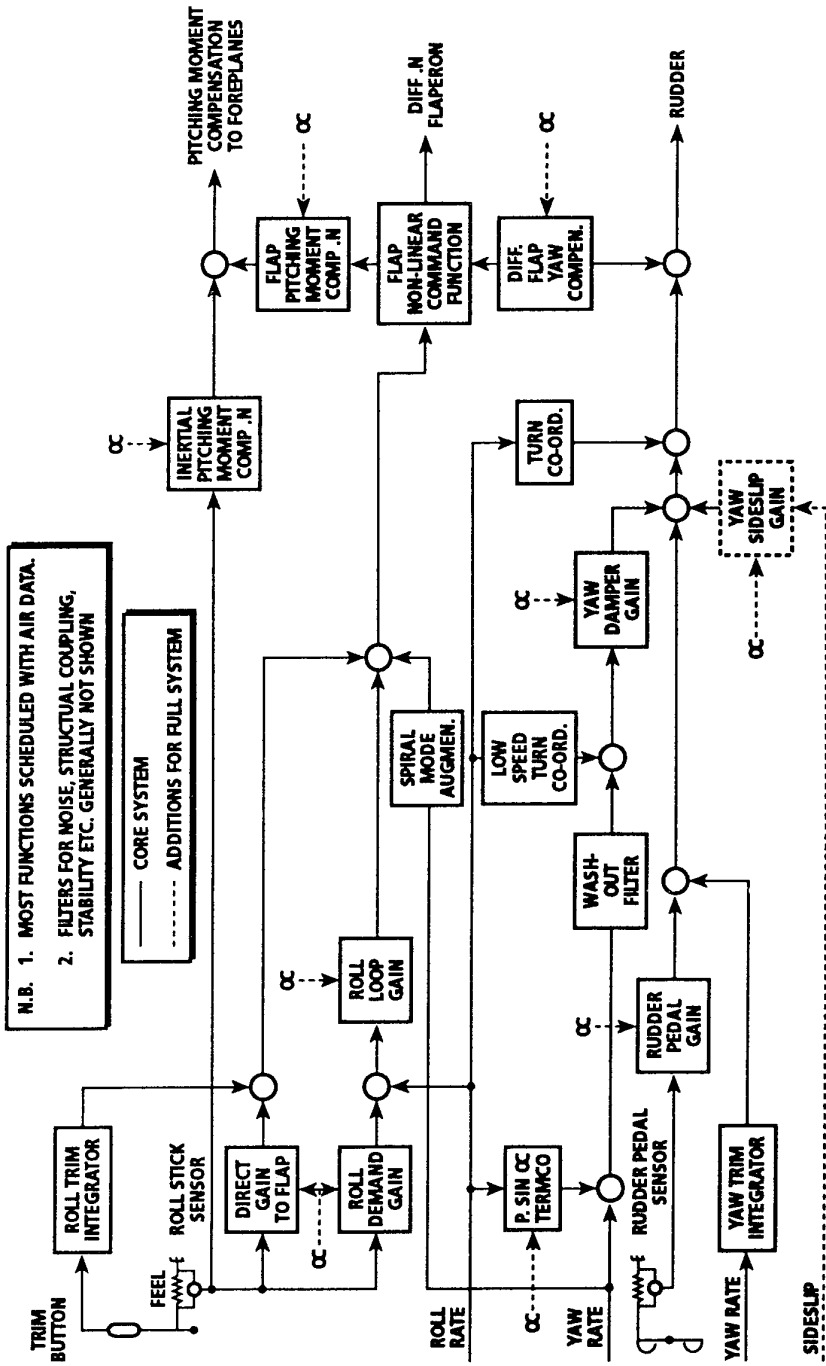 N.B. 1. MOST FUNCTIONS SCHEDULED WITH AIR DATA.
2. FILTERS FOR NOISE, STRUCTUAL COUPLING,
STABILITY ETC. GENERALLY NOT SHOWN
CORE SYSTEM
ADDITIONS FOR FULL SYSTEM
TRIM
BUTTON
ROLL TRIM
INTEGRATOR
FEEL
ROLL STICK
SENSOR
α
INERTIAL
PITCHING
MOMENT
COMP .N
PITCHING MOMENT
COMPENSATION
TO FOREPLANES
DIRECT
GAIN
TO FLAP
α
ROLL
DEMAND
GAIN
α
ROLL
LOOP
GAIN
FLAP
PITCHING
MOMENT
COMP .N
α
FLAP
NON-LINEAR
COMMAND
FUNCTION
DIFF .N
FLAPERON
SPIRAL
MODE
AUGMEN.
ROLL
RATE
LOW
SPEED
TURN
CO-ORD.
TURN
CO-ORD.
DIFF.
FLAP
YAW
COMPEN.
α
P. SIN α
TERMCO
α
YAW
RATE
WASH-
OUT
FILTER
α
YAW
DAMPER
GAIN
RUDDER
RUDDER PEDAL
SENSOR
α
RUDDER
PEDAL
GAIN
YAW
SIDESLIP
GAIN
α
YAW RATE
YAW TRIM
INTEGRATOR
SIDESLIP